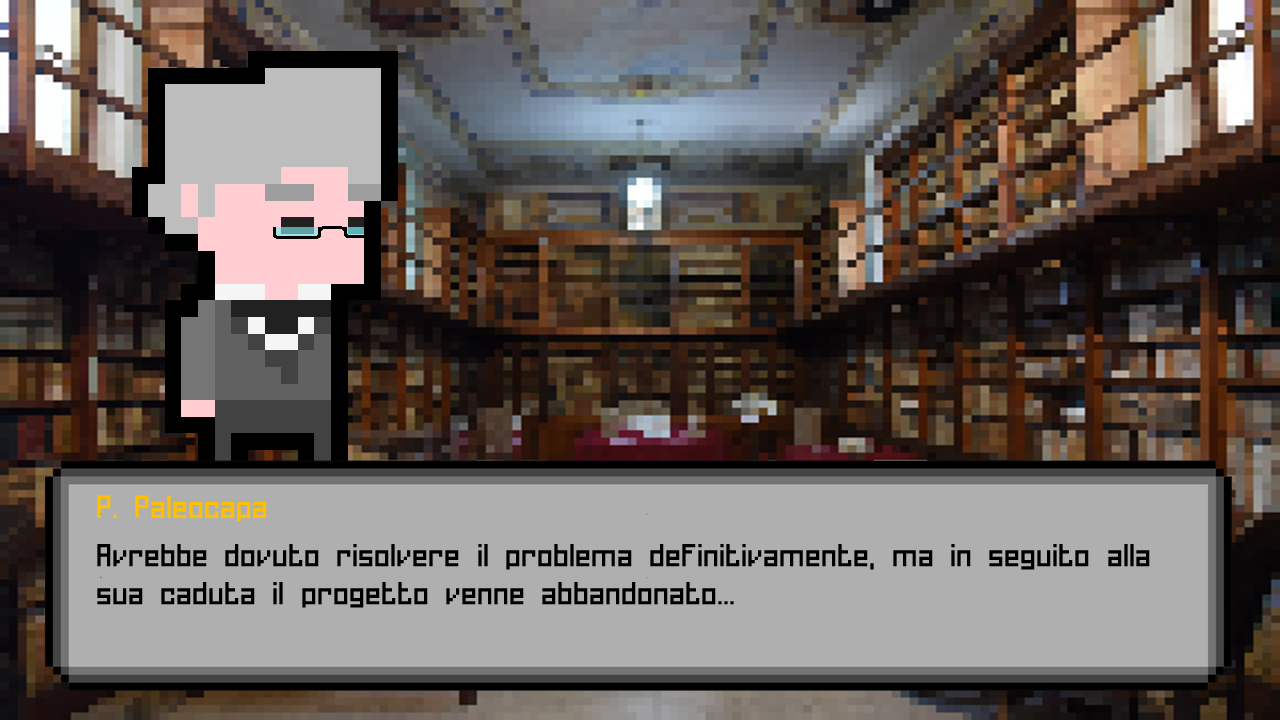 P. Paleocapa
Avrebbe dovuto risolvere il problema definitivamente, ma in seguito alla
sua caduta il progetto venne abbandonato...